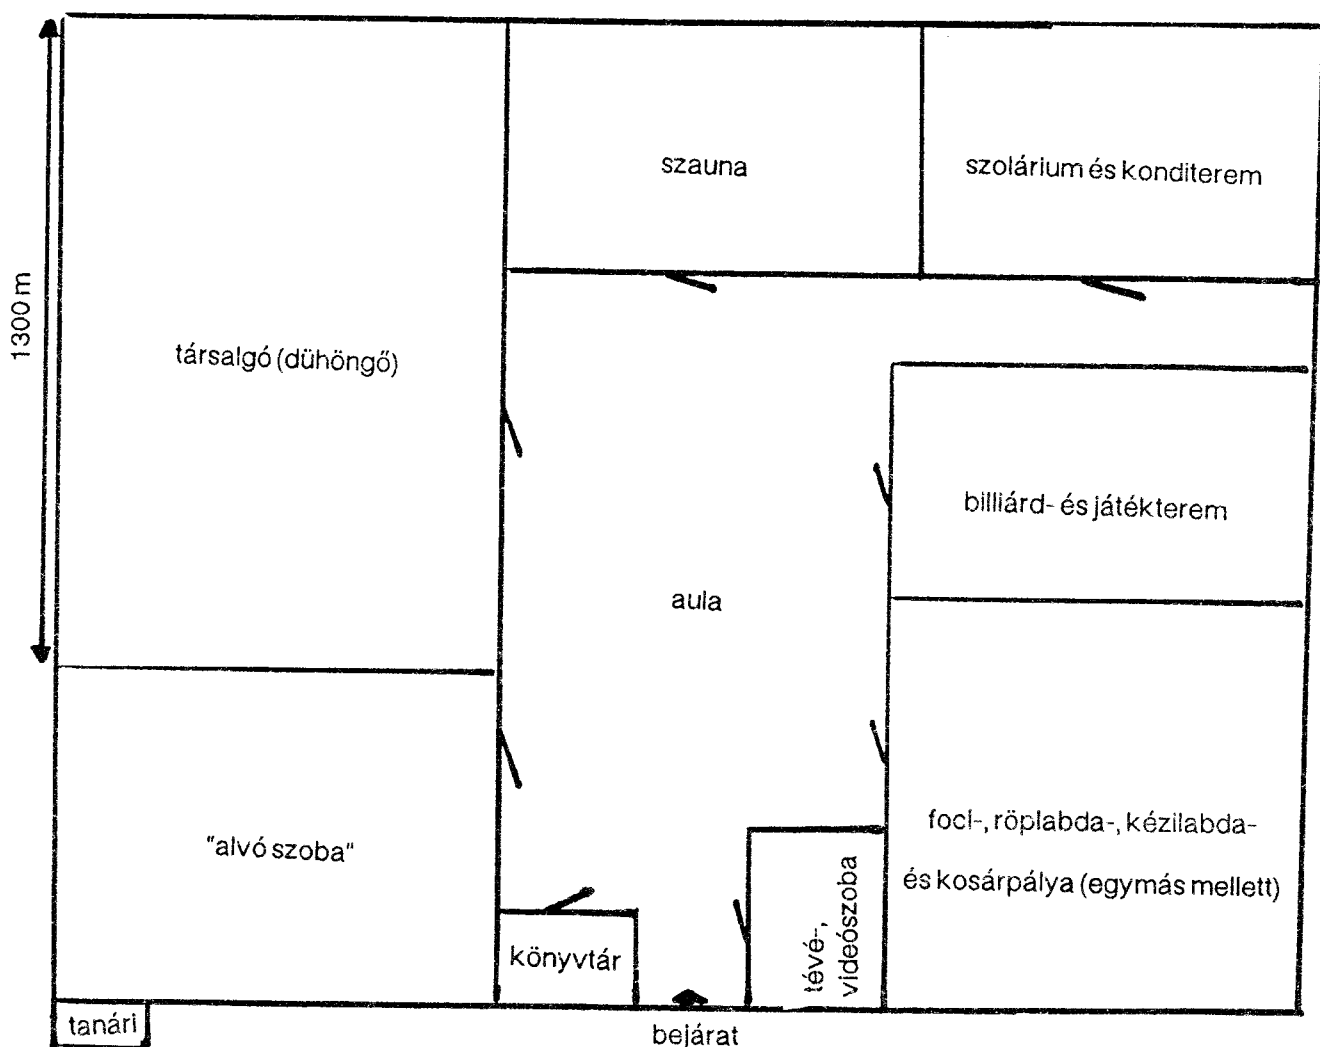 szauna
szolárium és konditerem
1300 m
társalgó (dühöngő)
billiárd- és játékterem
aula
foci-, röplabda-, kézilabda-
és kosárpálya (egymás mellett)
"alvó szoba"
tévé-,
videószoba
könyvtár
tanári
bejárat